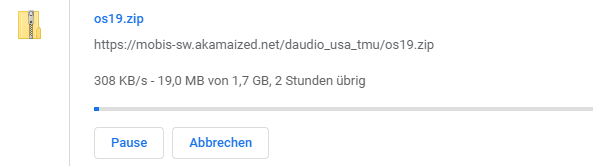 os19.zip
https://mobis-sw.akamaized.net/daudio_usa_tmu/os19.zip
308 KB/s - 19,0 MB von 1,7 GB, 2 Stunden übrig
Pause Abbrechen